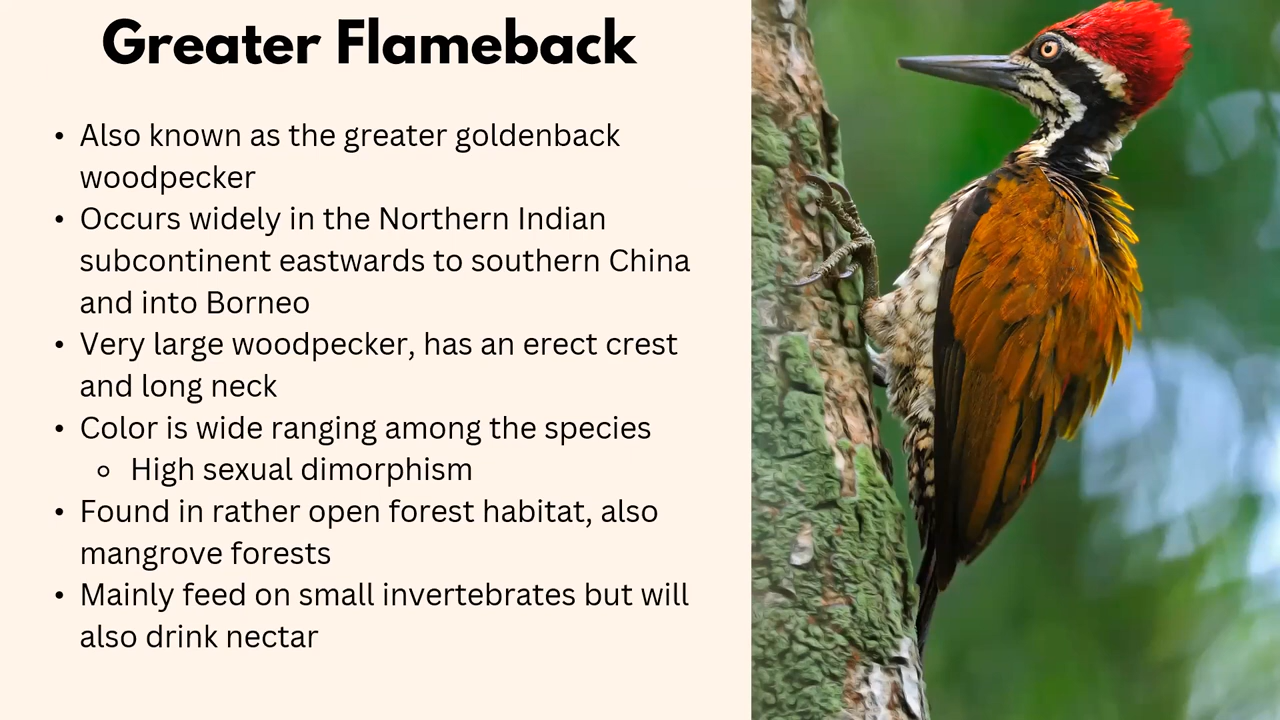 Greater Flameback
• Also known as the greater goldenback
woodpecker
• Occurs widely in the Northern Indian
subcontinent eastwards to southern China
and into Borneo
• Very large woodpecker, has an erect crest
and long neck
• Color is wide ranging among the species
◦ High sexual dimorphism
• Found in rather open forest habitat, also
mangrove forests
• Mainly feed on small invertebrates but will
also drink nectar